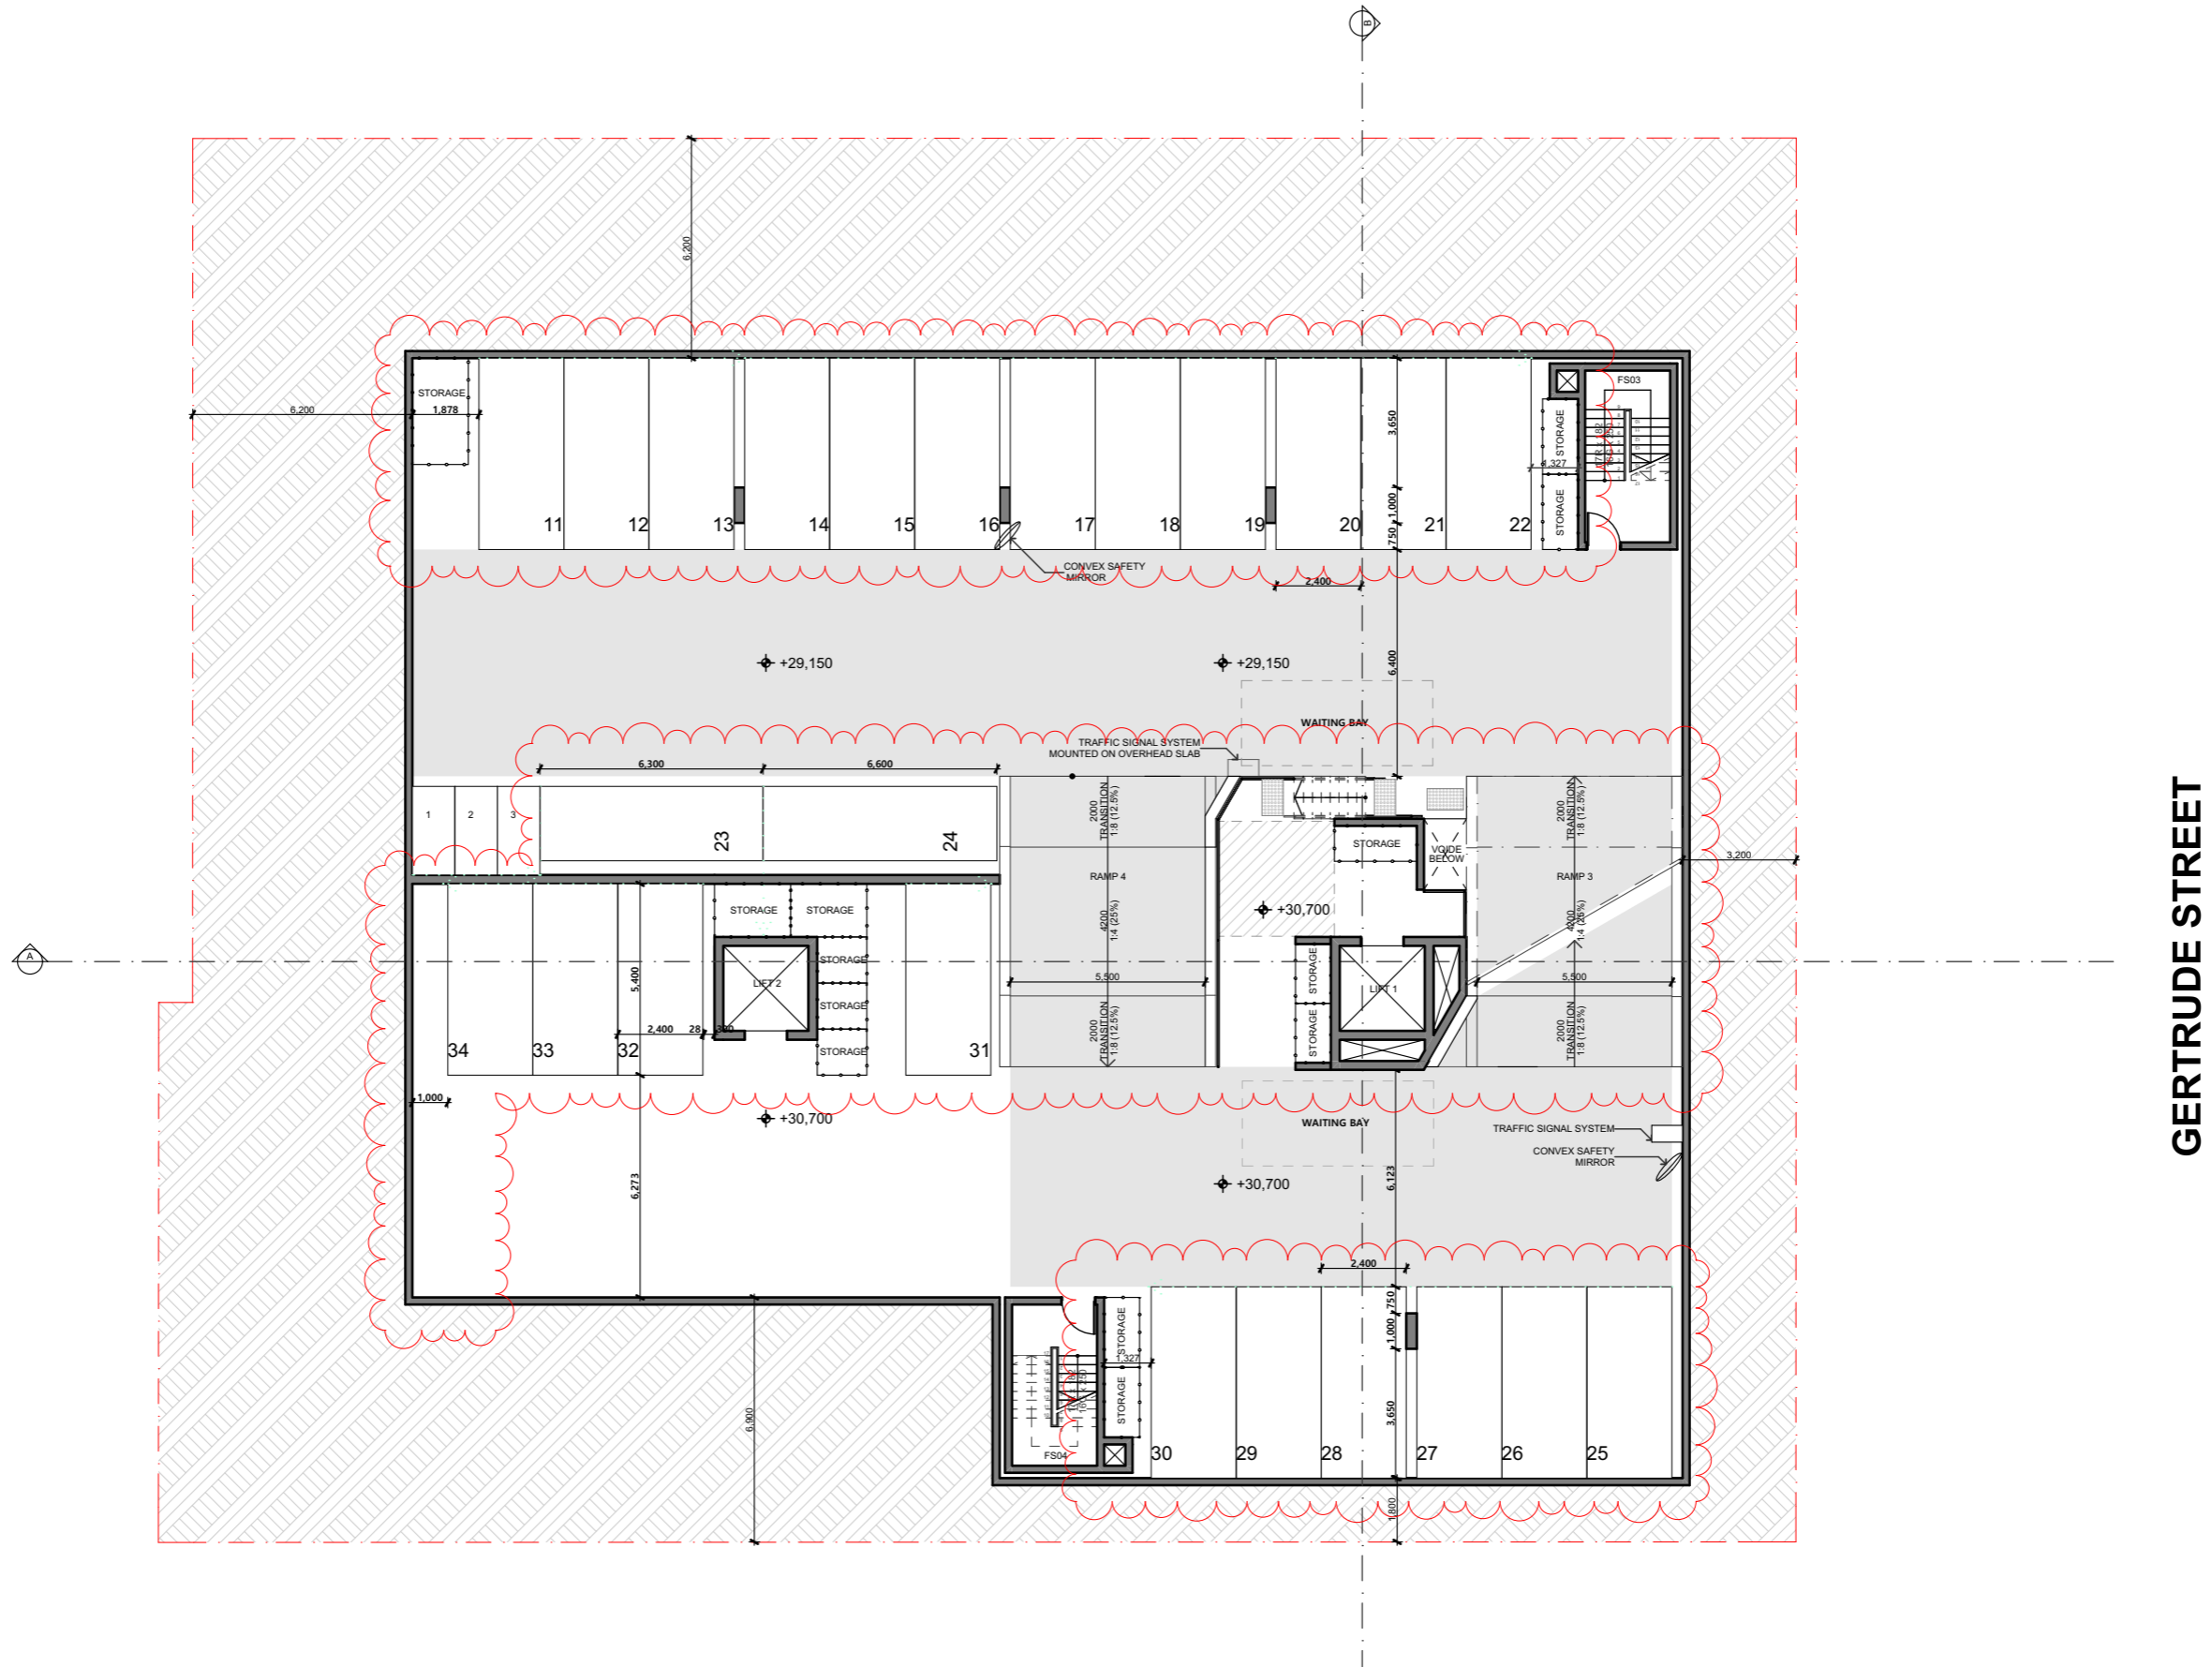 B
6,200
STORAGE
6,200
1,878
11
12
13
14
15
16
17
18
19
20
21
22
3,650
1,000
750
STORAGE
STORAGE
1,327
FS03
CONVEX SAFETY
MIRROR
2,400
+29,150
+29,150
6,400
WAITING BAY
TRAFFIC SIGNAL SYSTEM
MOUNTED ON OVERHEAD SLAB
6,300
6,600
1
2
3
23
24
2000
TRANSITION
1:8 (12.5%)
RAMP 4
4200
1:4 (25%)
5,500
2000
TRANSITION
1:8 (12.5%)
STORAGE
VOIDE
BELOW
+30,700
2000
TRANSITION
1:8 (12.5%)
RAMP 3
4200
1:4 (25%)
5,500
2000
TRANSITION
1:8 (12.5%)
3,200
GERTRUDE STREET
A
STORAGE
STORAGE
STORAGE
STORAGE
STORAGE
LIFT 2
5,400
2,400
28
34
33
32
31
STORAGE
STORAGE
LIFT 1
1,000
+30,700
6,273
WAITING BAY
TRAFFIC SIGNAL SYSTEM
CONVEX SAFETY
MIRROR
6,123
+30,700
2,400
750
1,000
3,650
STORAGE
STORAGE
1,327
FS04
30
29
28
27
26
25
6,900
1,800